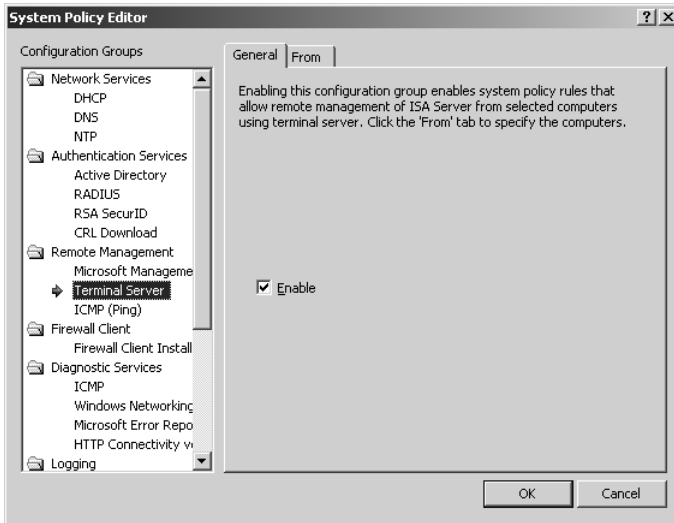 System Policy Editor
Configuration Groups
Network Services
DHCP
DNS
NTP
Authentication Services
Active Directory
RADIUS
RSA SecurID
CRL Download
Remote Management
Microsoft Manageme
Terminal Server
ICMP (Ping)
Firewall Client
Firewall Client Install
Diagnostic Services
ICMP
Windows Networking
Microsoft Error Repo
HTTP Connectivity v
Logging
General
From
Enabling this configuration group enables system policy rules that
allow remote management of ISA Server from selected computers
using terminal server. Click the 'From' tab to specify the computers.
Enable
OK
Cancel